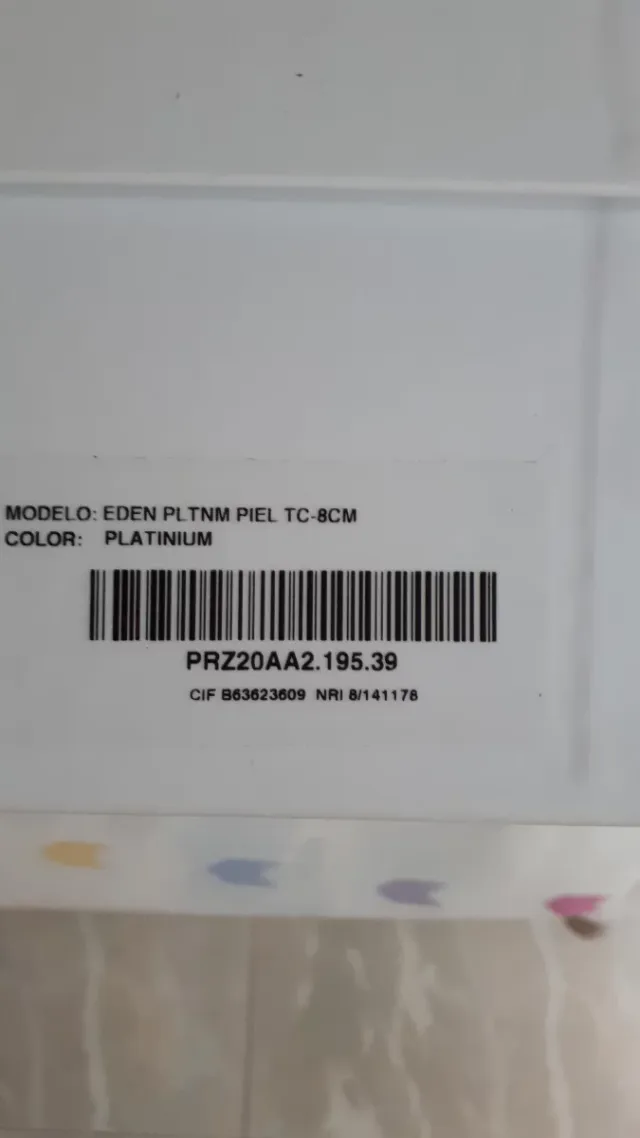 MODELO: EDEN PLTNM PIEL TC-8CM
COLOR: PLATINIUM
PRZ20AA2.195.39
CIF B63623609 NRI 8/141178